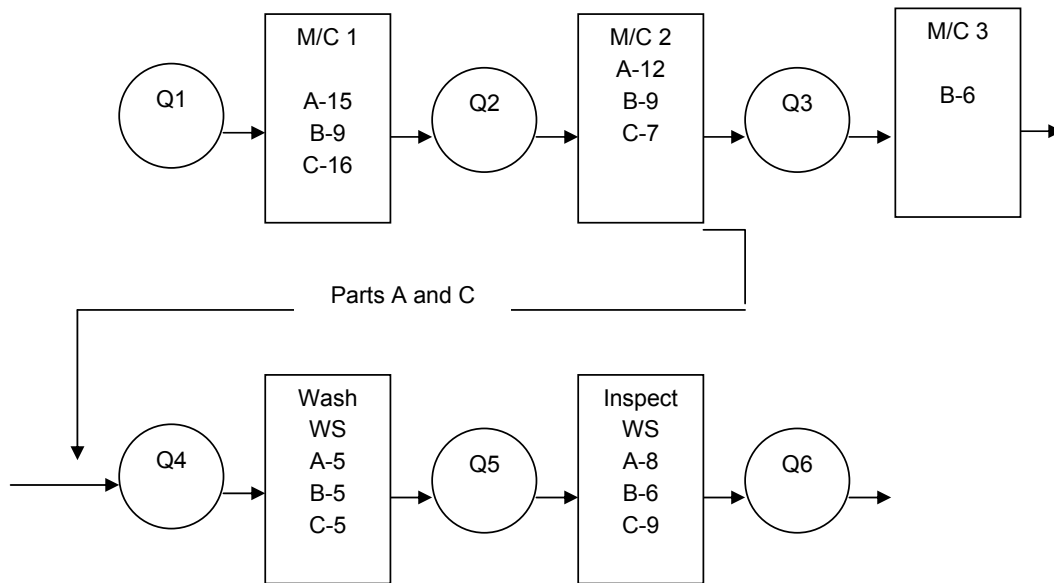 Q1
M/C 1
A-15
B-9
C-16
Q2
M/C 2
A-12
B-9
C-7
Q3
M/C 3
B-6
Parts A and C
Q4
Wash
WS
A-5
B-5
C-5
Q5
Inspect
WS
A-8
B-6
C-9
Q6